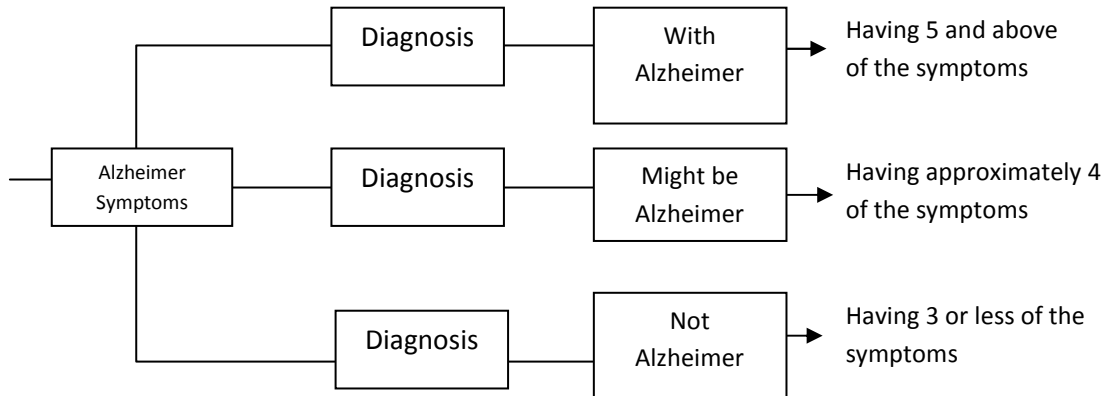 Diagnosis
With
Alzheimer
Having 5 and above
of the symptoms
Alzheimer
Symptoms
Diagnosis
Might be
Alzheimer
Having approximately 4
of the symptoms
Diagnosis
Not
Alzheimer
Having 3 or less of the
symptoms